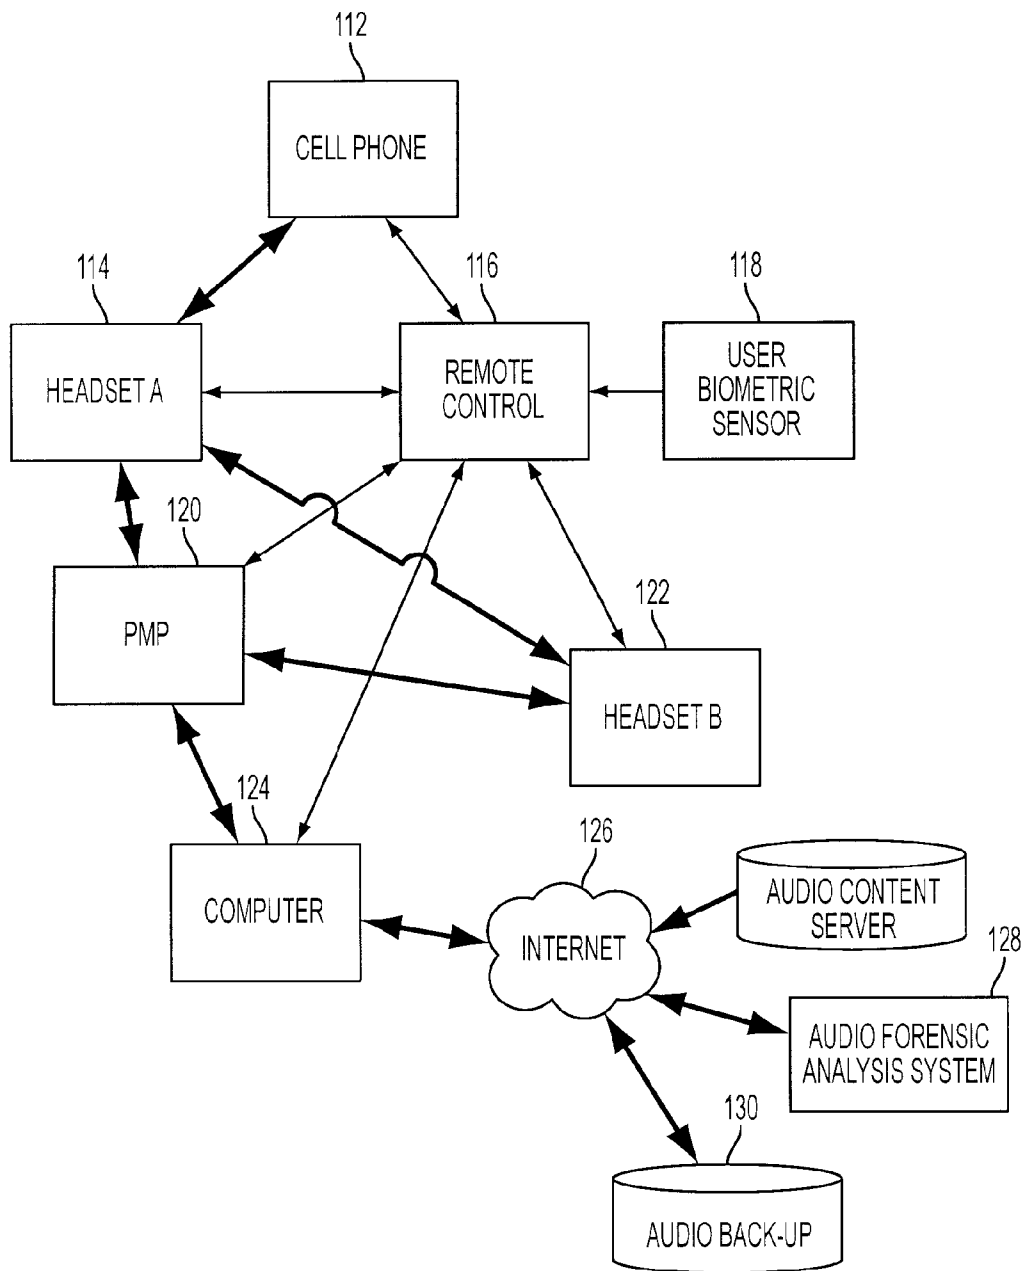 112
CELL PHONE
114
HEADSET A
116
REMOTE
CONTROL
118
USER
BIOMETRIC
SENSOR
120
PMP
122
HEADSET B
124
COMPUTER
126
INTERNET
AUDIO CONTENT
SERVER
128
AUDIO FORENSIC
ANALYSIS SYSTEM
130
AUDIO BACK-UP